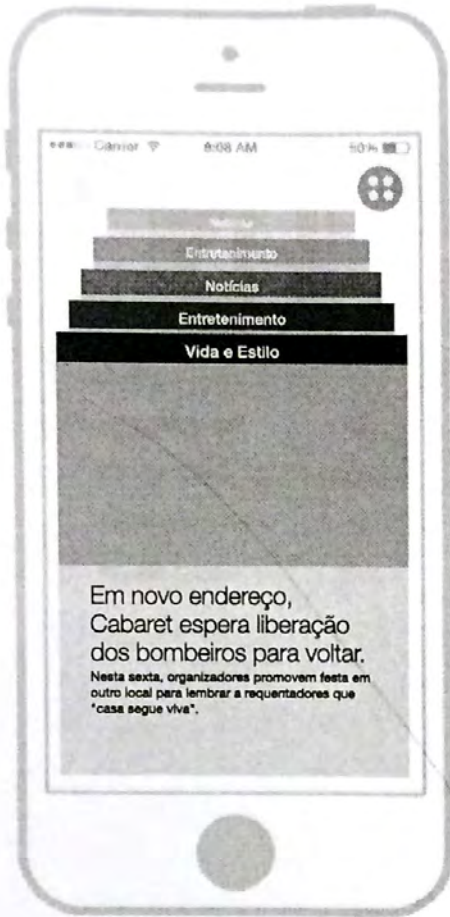 Carrier 8:08 AM 50%
Entretenimento
Notícias
Entretenimento
Vida e Estilo
Em novo endereço,
Cabaret espera liberação
dos bombeiros para voltar.
Nesta sexta, organizadores promovem festa em
outro local para lembrar a requentadores que
"casa segue viva".